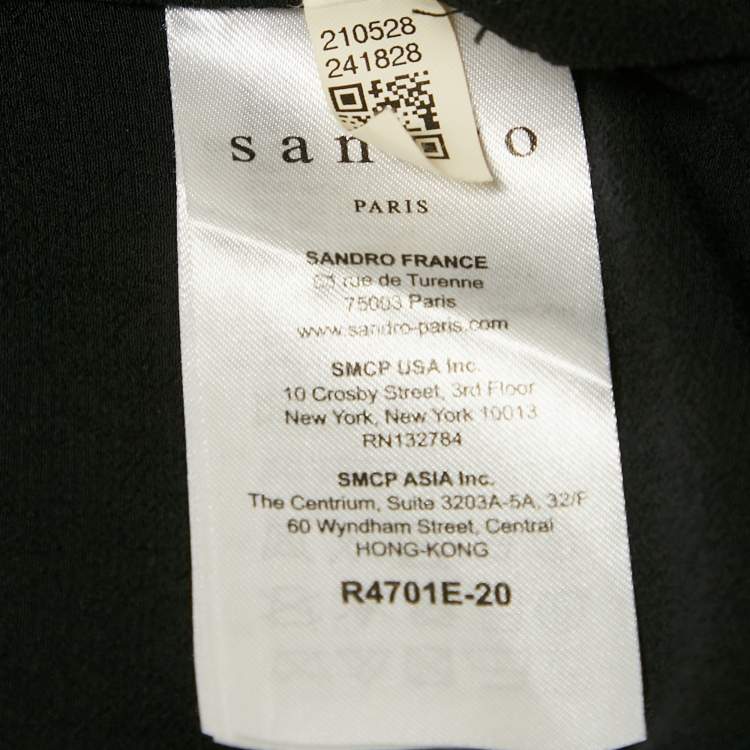 210528
241828
san o
PARIS
SANDRO FRANCE
rue de Turenne
75003 Paris
www.sandro-paris.com
SMCP USA Inc.
10 Crosby Street, 3rd Floor
New York, New York 10013
RN132784
SMCP ASIA Inc.
The Centrium, Suite 3203A-5A, 32/F
60 Wyndham Street, Central
HONG-KONG
R4701E-20